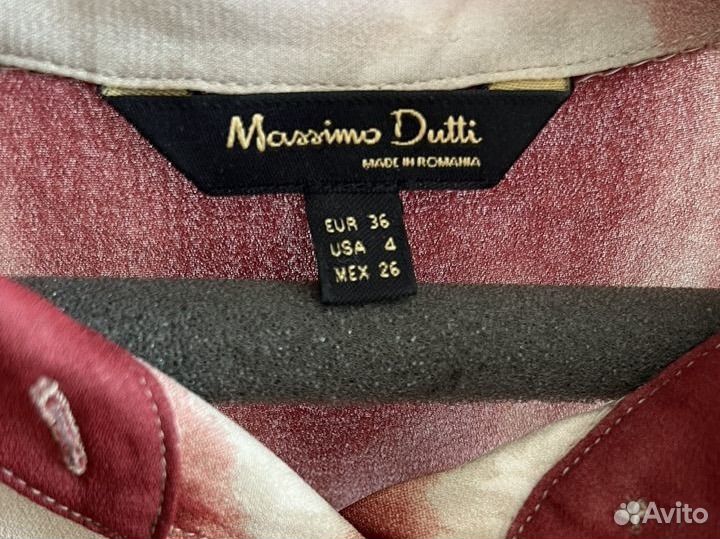 Massimo Dutti
MADE IN ROMANIA
EUR 36
USA 4
MEX 26
Avito